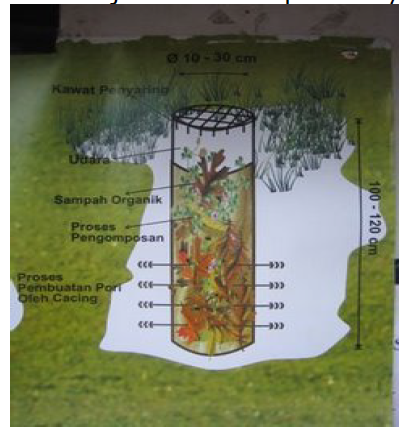 Ø 10 - 30 cm
Kawat Penyaring
Udara
Sampah Organik
Proses
Pengomposan
100 - 120 cm
Proses
Pembuatan Pori
Oleh Cacing